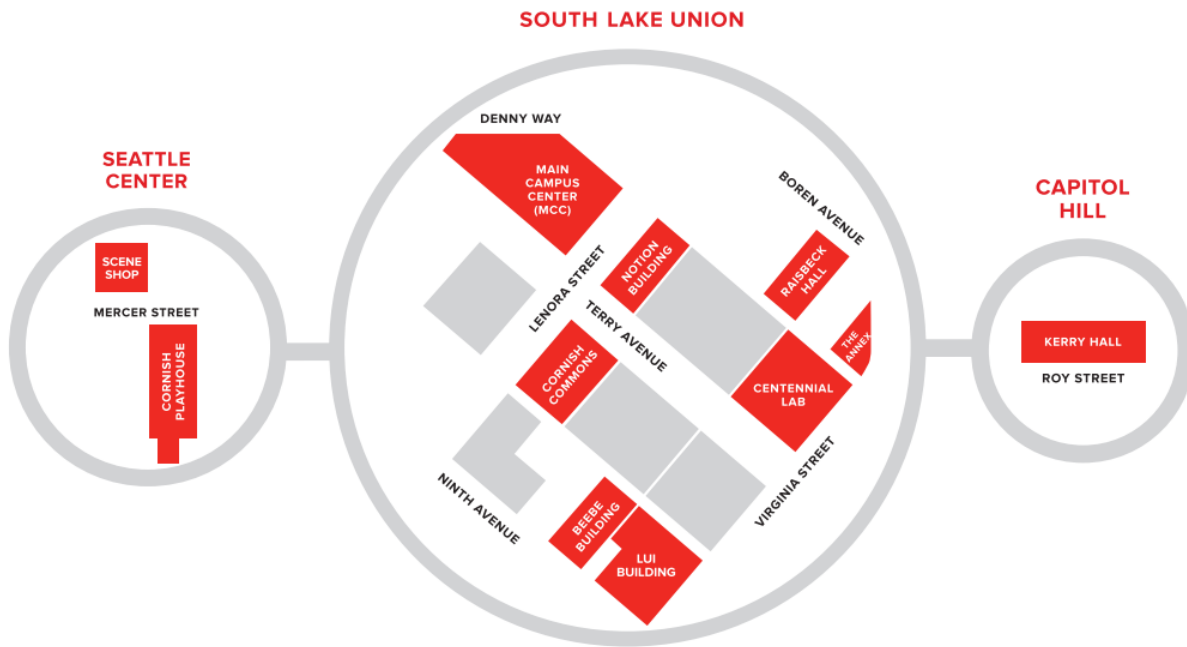 SOUTH LAKE UNION
SEATTLE
CENTER
SCENE
SHOP
MERCER STREET
CORNISH
PLAYHOUSE
DENNY WAY
MAIN
CAMPUS
CENTER
(MCC)
BOREN AVENUE
NOTION
BUILDING
RAISBECK
HALL
LENORA STREET
TERRY AVENUE
THE
ANNEX
CORNISH
COMMONS
CENTENNIAL
LAB
NINTH AVENUE
VIRGINIA STREET
BEEBE
BUILDING
LUI
BUILDING
CAPITOL
HILL
KERRY HALL
ROY STREET